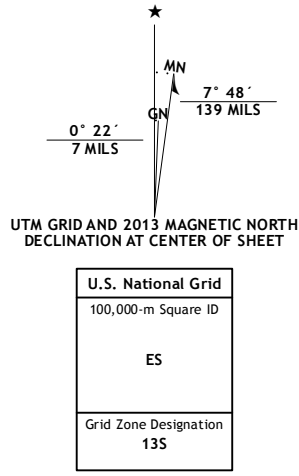 ★
MN
7° 48´
139 MILS
GN
0° 22´
7 MILS
UTM GRID AND 2013 MAGNETIC NORTH
DECLINATION AT CENTER OF SHEET
U.S. National Grid
100,000-m Square ID
ES
Grid Zone Designation
13S